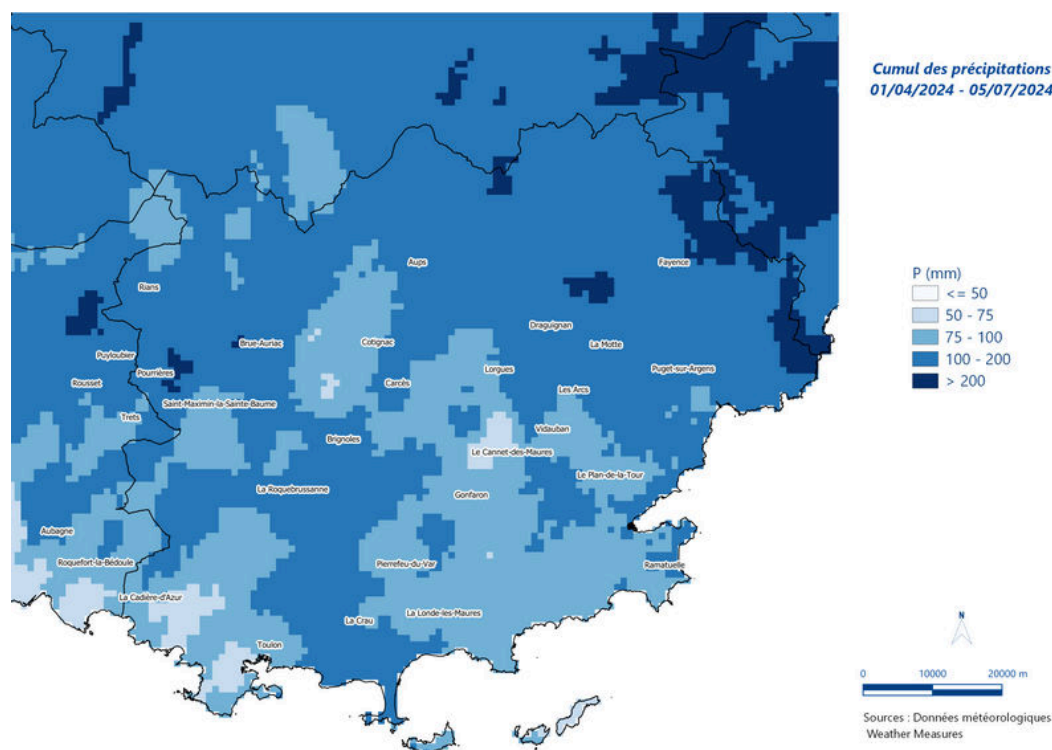 Cumul des précipitations
01/04/2024 - 05/07/2024
Aups
Fayence
Rians
P (mm)
<= 50
50 - 75
75 - 100
100 - 200
> 200
Draguignan
Brue-Auriac
Cotignac
La Motte
Puyloubier
Pourrières
Lorgues
Puget-sur-Argens
Rousset
Carcès
Les Arcs
Saint-Maximin-la-Sainte-Baume
Trets
Vidauban
Brignoles
Le Cannet-des-Maures
Le Plan-de-la-Tour
La Roquebrussanne
Gonfaron
Aubagne
Roquefort-la-Bédoule
Pierrefeu-du-Var
Ramatuelle
La Cadière-d'Azur
La Londe-les-Maures
La Crau
Toulon
N
0 10000 20000 m
Sources : Données météorologiques
Weather Measures